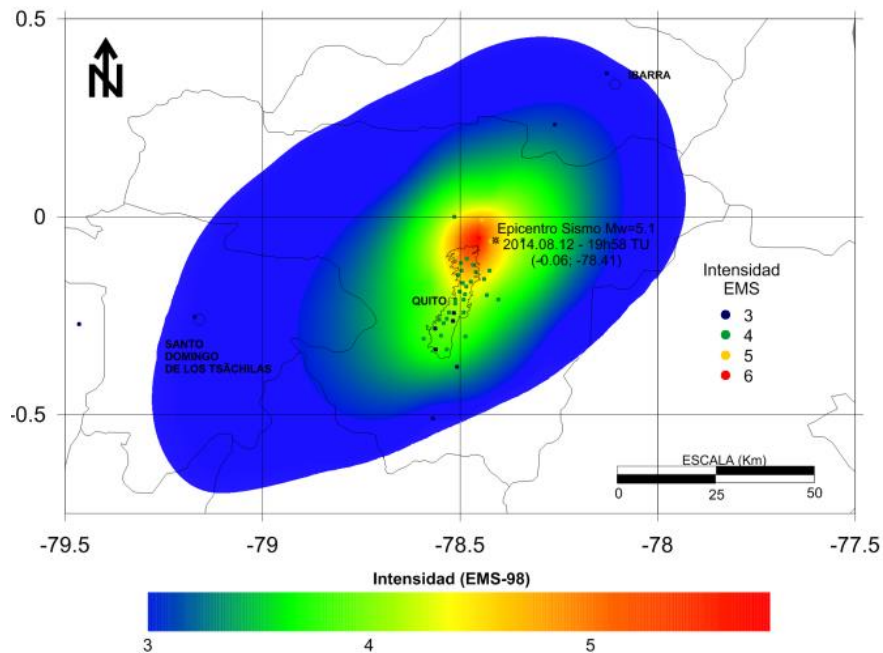 0.5
N
IBARRA
0
Epicentro Sismo Mw=5.1
2014.08.12 - 19h58 TU
(-0.06; -78.41)
Intensidad
EMS
3
4
5
6
QUITO
SANTO
DOMINGO
DE LOS TSÄCHILAS
-0.5
ESCALA (Km)
0 25 50
-79.5 -79 -78.5 -78 -77.5
Intensidad (EMS-98)
3 4 5